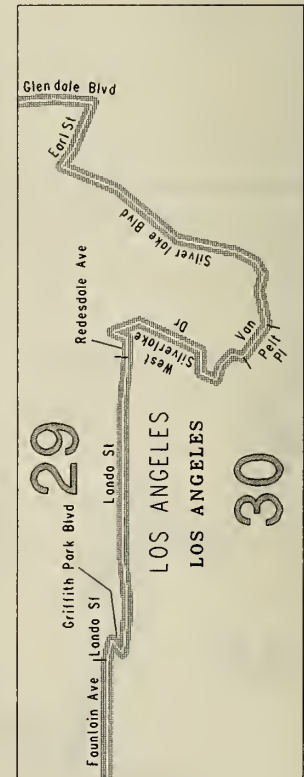 Glendale Blvd
Earl St
Silver lake Blvd
Redesdale Ave
West
Silverlake
Dr
Van
Pelt
Pl
29
Lando St
Griffith Park Blvd
LOS ANGELES
LOS ANGELES
30
Lando St
Fountain Ave